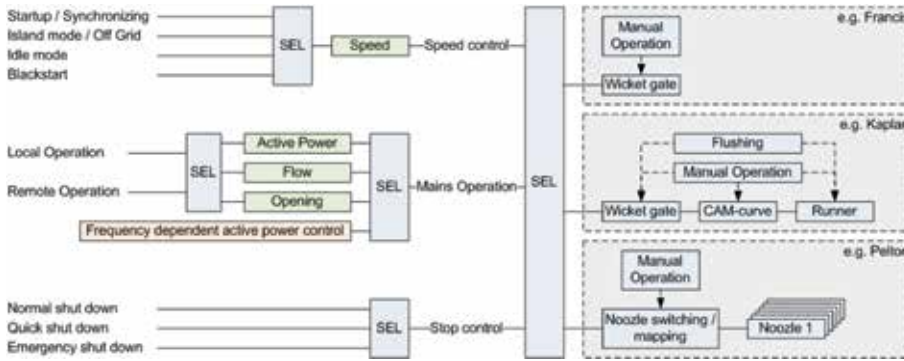 Startup / Synchronizing
Island mode / Off Grid
Idle mode
Blackstart
SEL
Speed
Speed control
Local Operation
Remote Operation
SEL
Active Power
Flow
Opening
Frequency dependent active power control
SEL
Mains Operation
Normal shut down
Quick shut down
Emergency shut down
SEL
Stop control
SEL
e.g. Francis
Manual
Operation
Wicket gate
e.g. Kaplan
Flushing
Manual Operation
Wicket gate
CAM-curve
Runner
e.g. Pelton
Manual
Operation
Noozle switching /
mapping
Noozle 1